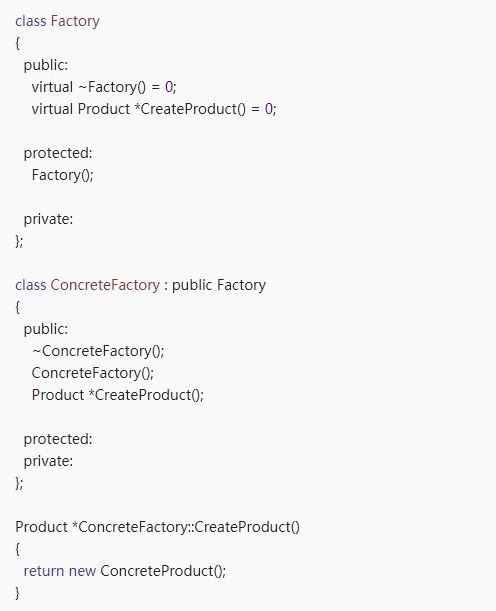 class Factory
{
public:
virtual ~Factory() = 0;
virtual Product *CreateProduct() = 0;
protected:
Factory();
private:
};
class ConcreteFactory : public Factory
{
public:
~ConcreteFactory();
ConcreteFactory();
Product *CreateProduct();
protected:
private:
};
Product *ConcreteFactory::CreateProduct()
{
return new ConcreteProduct();
}